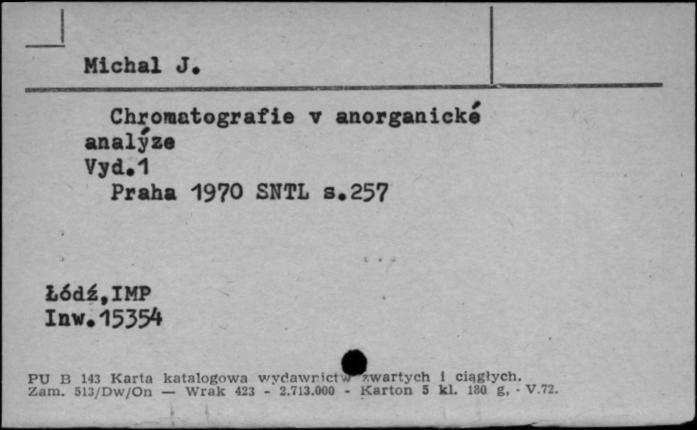 Michal J.
Chromatografie v anorganické
analýze
Vyd.1
Praha 1970 SNTL s.257
Łódź,IMP
Inw.15354
PU B 143 Karta katalogowa wydawnictw zwartych i ciągłych.
Zam. 513/Dw/On — Wrak 423 - 2.713.000 - Karton 5 kl. 180 g, - V.72.